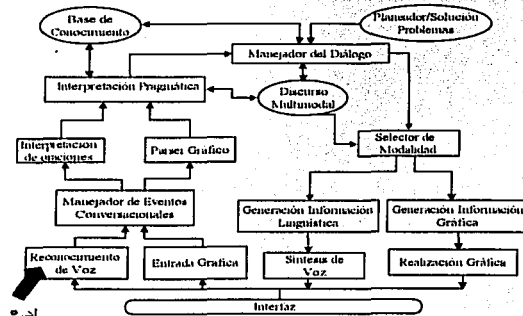 Base de
Conocimiento
Planeador/Solución
Problemas
Manejador del Diálogo
Interpretación Pragmática
Discurso
Multimodal
Interpretación
de oraciones
Parser Gráfico
Selector de
Modalidad
Manejador de Eventos
Conversacionales
Generación Información
Linguística
Generación Información
Gráfica
Reconocimiento
de Voz
Entrada Grafica
Síntesis de
Voz
Realización Gráfica
Interfaz